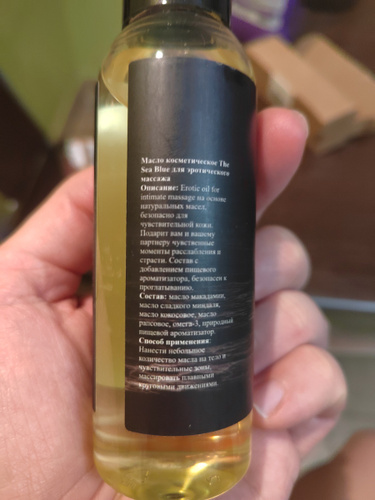 Масло косметическое The
Sea Blue для эротического
массажа
Описание: Erotic oil for
intimate massage на основе
натуральных масел,
безопасно для
чувствительной кожи.
Подарит вам и вашему
партнеру чувственные
моменты расслабления и
страсти. Состав с
добавлением пищевого
ароматизатора, безопасен к
проглатыванию.
Состав: масло макадамии,
масло сладкого миндаля,
масло кокосовое, масло
рапсовое, омега-3, природный
пищевой ароматизатор.
Способ применения:
Нанести небольшое
количество масла на тело и
чувствительные зоны,
массировать плавными
круговыми движениями.